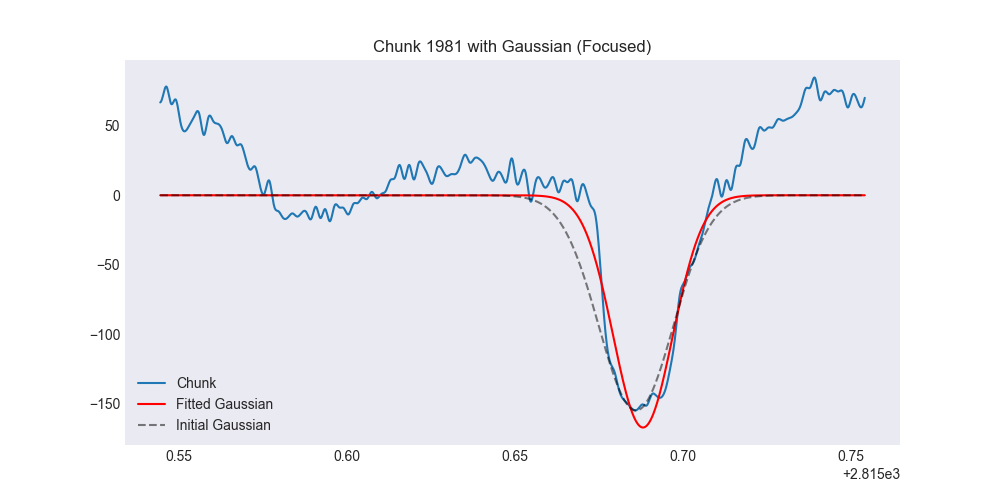 Chunk 1981 with Gaussian (Focused)
50
0
−50
−100
−150
Chunk
Fitted Gaussian
Initial Gaussian
0.55 0.60 0.65 0.70 0.75
+2.815e3